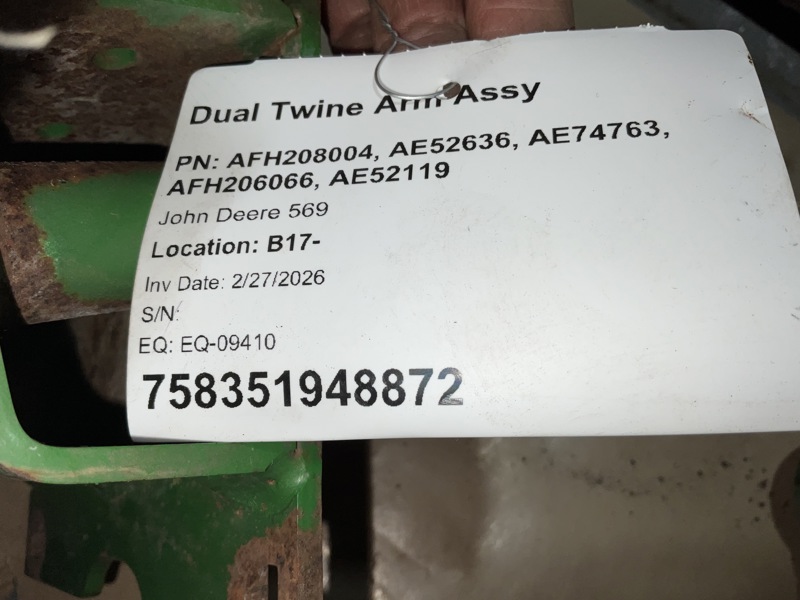 Dual Twine Arm Assy
PN: AFH208004, AE52636, AE74763,
AFH206066, AE52119
John Deere 569
Location: B17-
Inv Date: 2/27/2026
S/N:
EQ: EQ-09410
758351948872